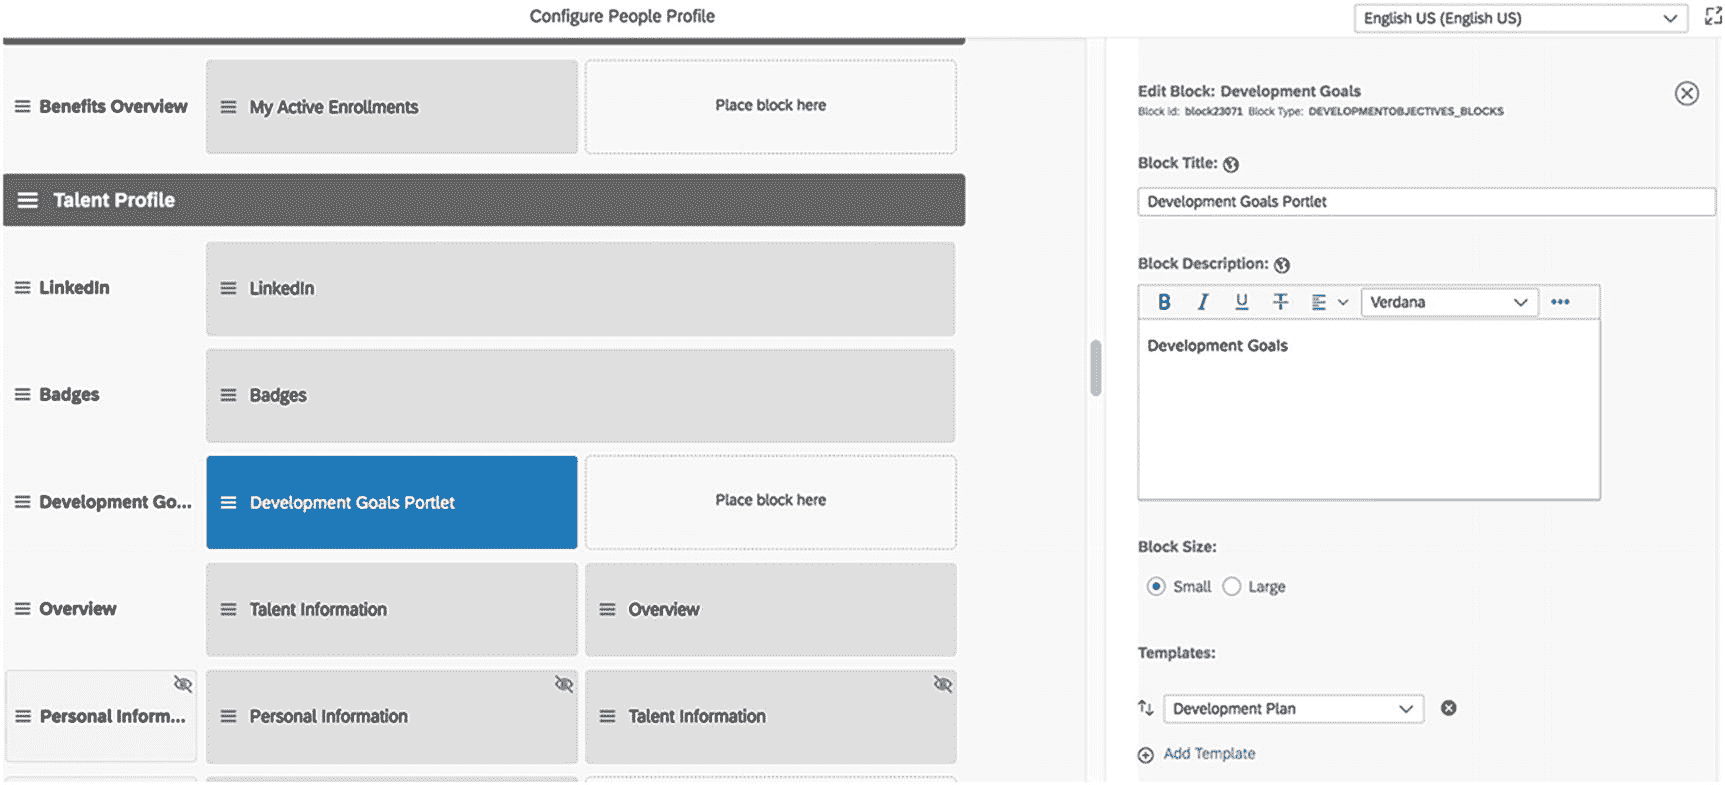 Configure People Profile
English US (English US)
Benefits Overview
My Active Enrollments
Place block here
Talent Profile
LinkedIn
LinkedIn
Badges
Badges
Development Go...
Development Goals Portlet
Place block here
Overview
Talent Information
Overview
Personal Inform...
Personal Information
Talent Information
Edit Block: Development Goals
Block Id: block23071 Block Type: DEVELOPMENTOBJECTIVES_BLOCKS
Block Title:
Development Goals Portlet
Block Description:
B I U T Verdana
Development Goals
Block Size:
Small Large
Templates:
Development Plan
Add Template